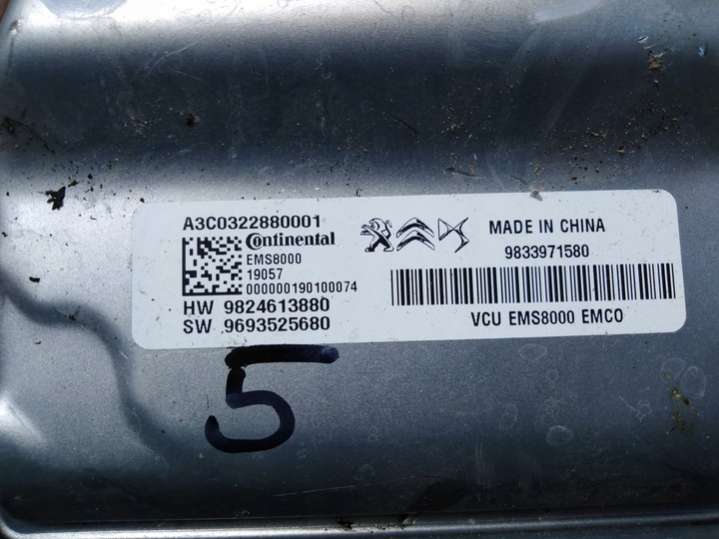 A3C0322880001
Continental
EMS8000
19057
000000190100074
HW 9824613880
SW 9693525680
MADE IN CHINA
9833971580
VCU EMS8000 EMCO
5